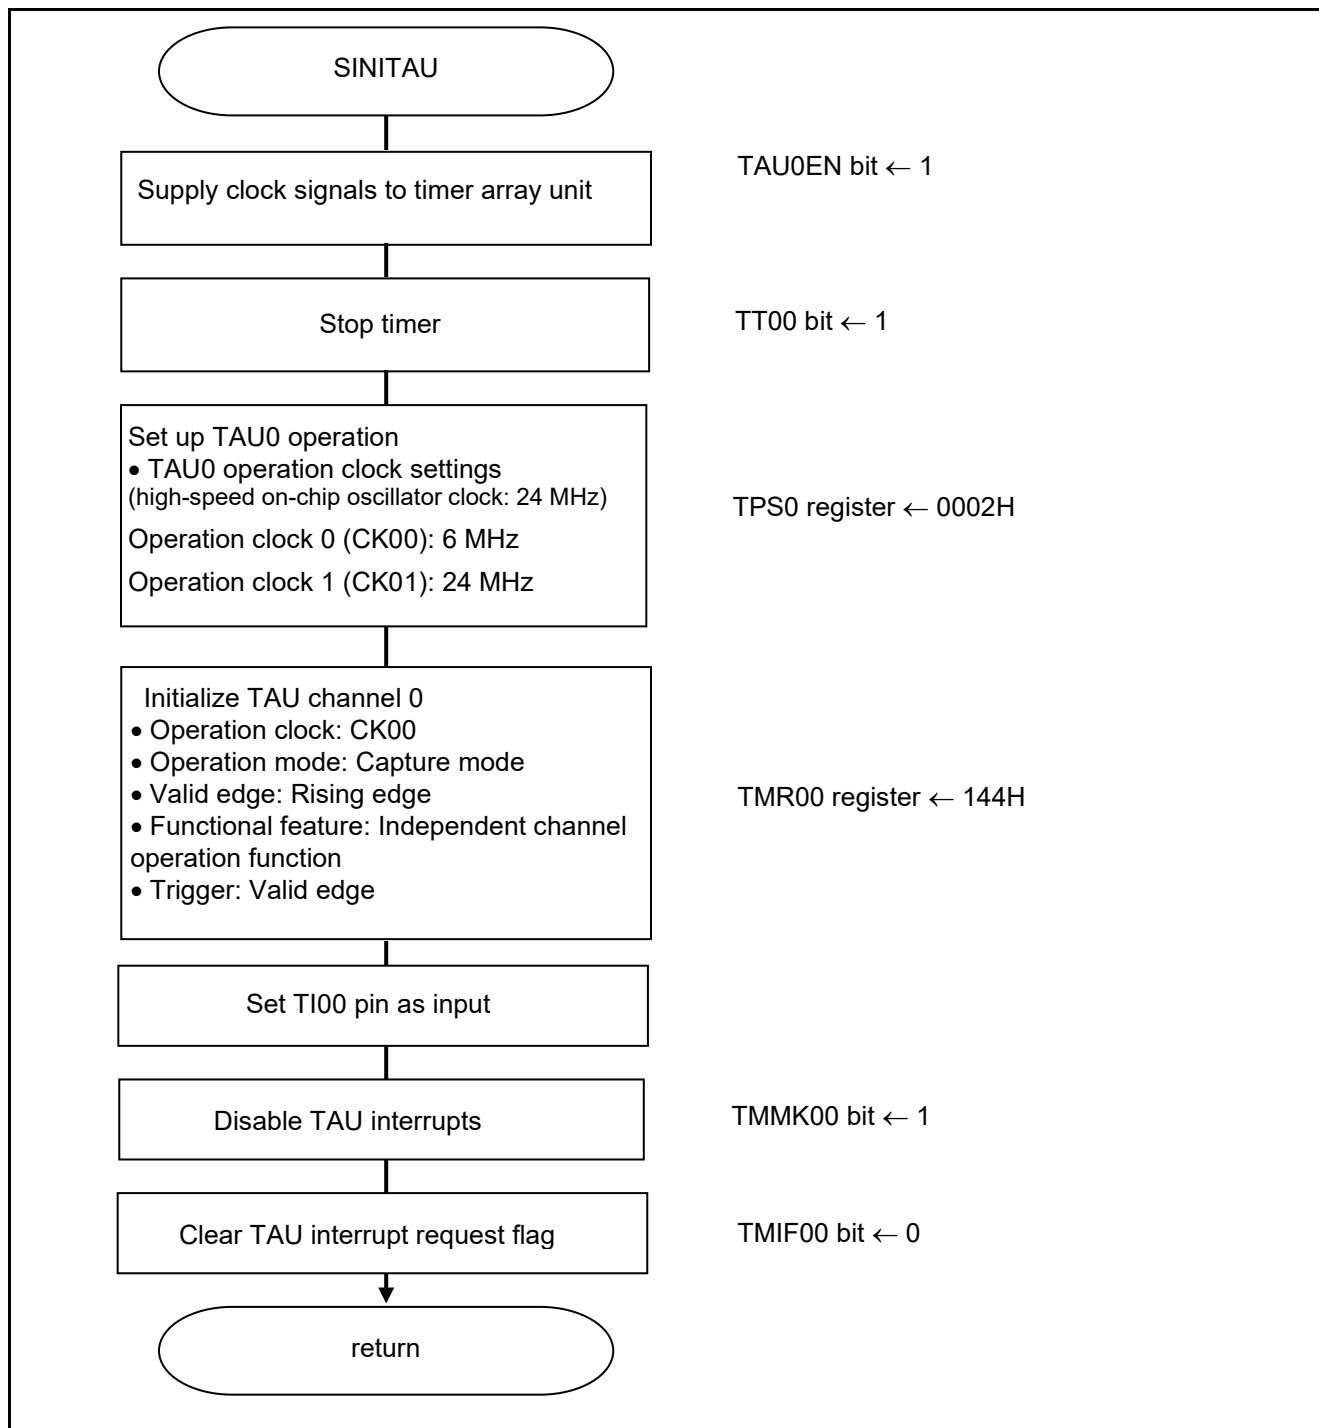 SINITAU
Supply clock signals to timer array unit
TAU0EN bit ← 1
Stop timer
TT00 bit ← 1
Set up TAU0 operation
• TAU0 operation clock settings
(high-speed on-chip oscillator clock: 24 MHz)
Operation clock 0 (CK00): 6 MHz
Operation clock 1 (CK01): 24 MHz
TPS0 register ← 0002H
Initialize TAU channel 0
• Operation clock: CK00
• Operation mode: Capture mode
• Valid edge: Rising edge
• Functional feature: Independent channel
operation function
• Trigger: Valid edge
TMR00 register ← 144H
Set TI00 pin as input
Disable TAU interrupts
TMMK00 bit ← 1
Clear TAU interrupt request flag
TMIF00 bit ← 0
return